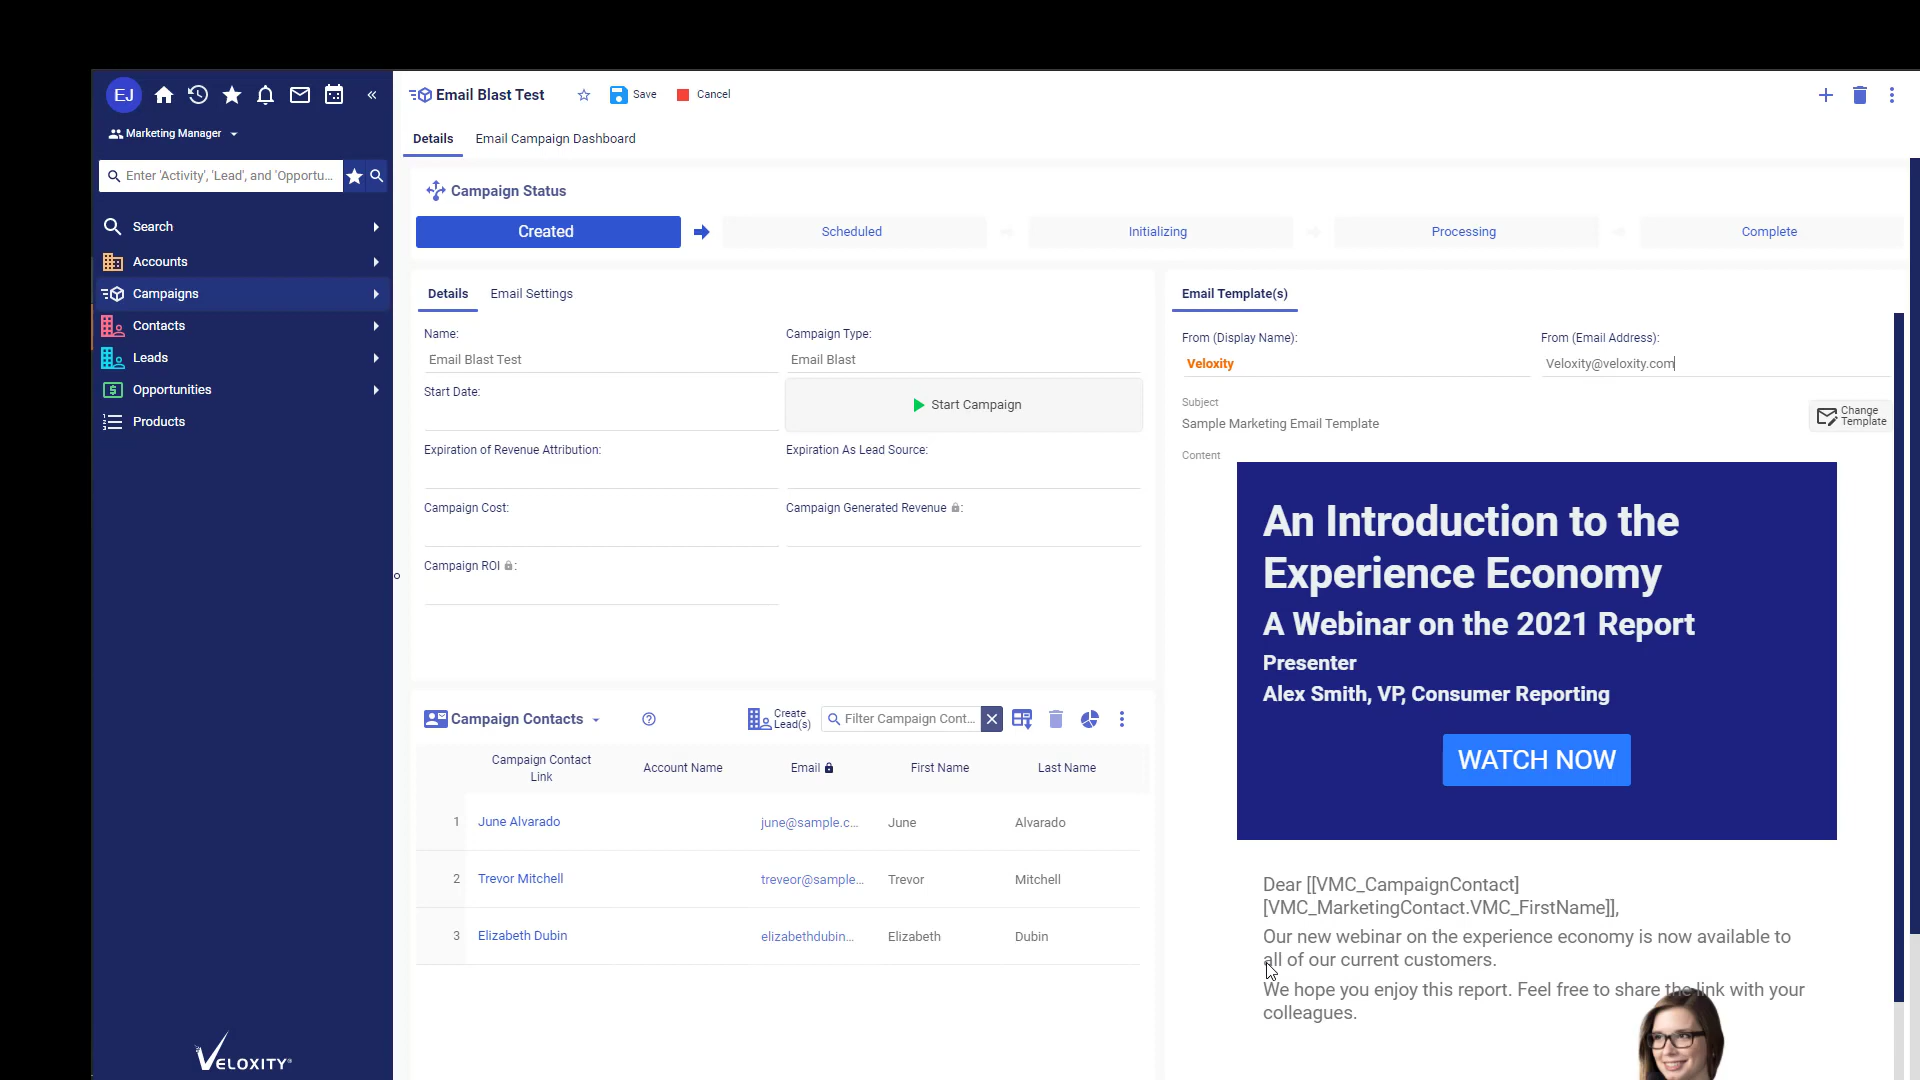 EJ
Marketing Manager
Enter 'Activity', 'Lead', and 'Opportu...
Search
Accounts
Campaigns
Contacts
Leads
Opportunities
Products
VELOXITY®
Email Blast Test
Save
Cancel
Details
Email Campaign Dashboard
Campaign Status
Created
Scheduled
Initializing
Processing
Complete
Details
Email Settings
Name:
Email Blast Test
Campaign Type:
Email Blast
Start Date:
Start Campaign
Expiration of Revenue Attribution:
Expiration As Lead Source:
Campaign Cost:
Campaign Generated Revenue :
Campaign ROI :
Campaign Contacts
Create
Lead(s)
Filter Campaign Cont...
Campaign Contact
Link
Account Name
Email
First Name
Last Name
1 June Alvarado june@sample.c... June Alvarado
2 Trevor Mitchell treveor@sample... Trevor Mitchell
3 Elizabeth Dubin elizabethdubin... Elizabeth Dubin
Email Template(s)
From (Display Name):
Veloxity
From (Email Address):
Veloxity@veloxity.com
Subject
Sample Marketing Email Template
Change
Template
Content
An Introduction to the
Experience Economy
A Webinar on the 2021 Report
Presenter
Alex Smith, VP, Consumer Reporting
WATCH NOW
Dear [[VMC_CampaignContact]
[VMC_MarketingContact.VMC_FirstName]],
Our new webinar on the experience economy is now available to
all of our current customers.
We hope you enjoy this report. Feel free to share the link with your
colleagues.